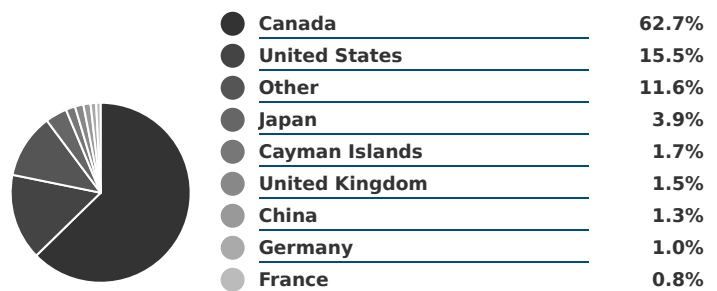 Canada 62.7%
United States 15.5%
Other 11.6%
Japan 3.9%
Cayman Islands 1.7%
United Kingdom 1.5%
China 1.3%
Germany 1.0%
France 0.8%